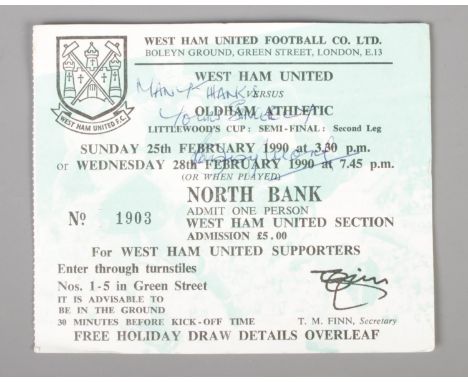 WEST HAM UNITED FOOTBALL CO. LTD.
BOLEYN GROUND, GREEN STREET, LONDON, E.13
WEST HAM UNITED
VERSUS
OLDHAM ATHLETIC
LITTLEWOOD'S CUP: SEMI-FINAL: Second Leg
WEST HAM UNITED F.C.
SUNDAY 25th FEBRUARY 1990 at 3.30 p.m.
or WEDNESDAY 28th FEBRUARY 1990 at 7.45 p.m.
(OR WHEN PLAYED)
NORTH BANK
No 1903
ADMIT ONE PERSON
WEST HAM UNITED SECTION
ADMISSION £5.00
For WEST HAM UNITED SUPPORTERS
Enter through turnstiles
Nos. 1-5 in Green Street
IT IS ADVISABLE TO
BE IN THE GROUND
30 MINUTES BEFORE KICK-OFF TIME
T. M. FINN, Secretary
FREE HOLIDAY DRAW DETAILS OVERLEAF